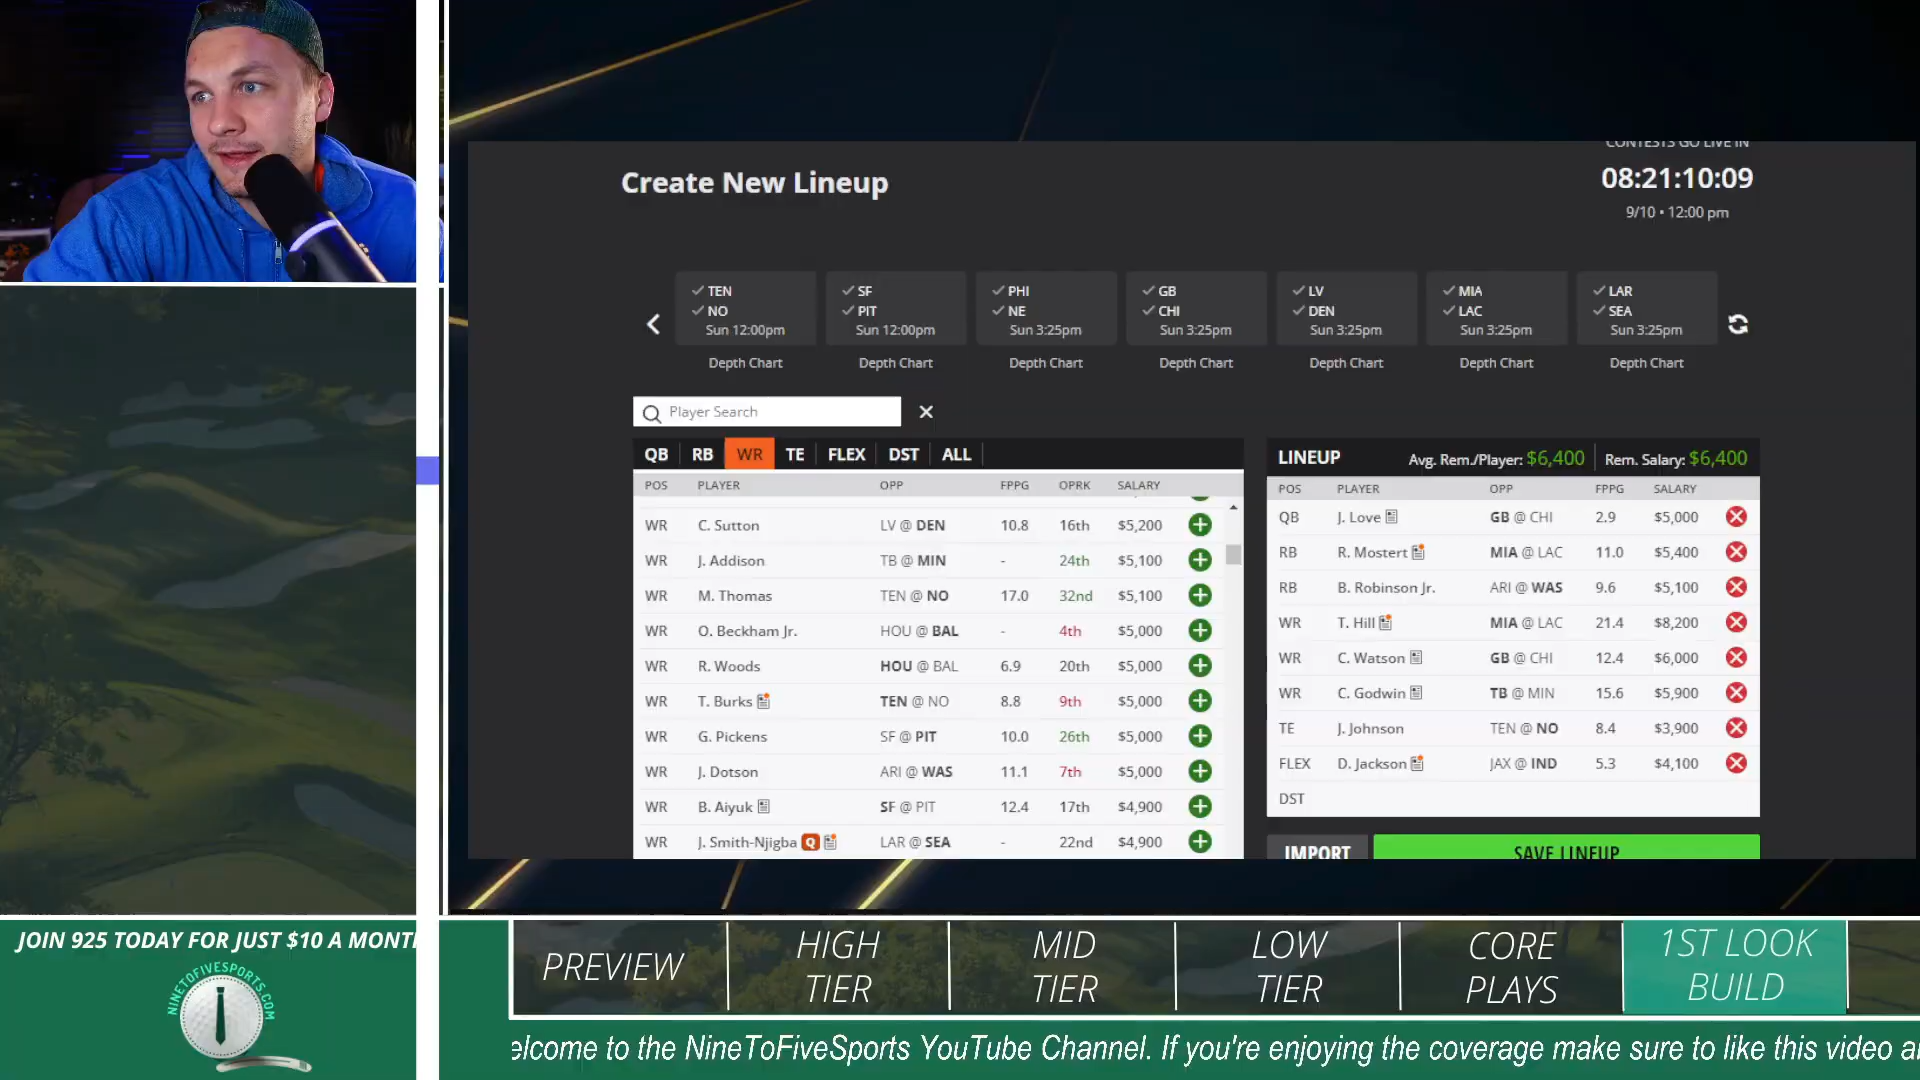 CONTESTS GO LIVE IN
Create New Lineup
08:21:10:09
9/10 • 12:00 pm
TEN
NO
Sun 12:00pm
Depth Chart
SF
PIT
Sun 12:00pm
Depth Chart
PHI
NE
Sun 3:25pm
Depth Chart
GB
CHI
Sun 3:25pm
Depth Chart
LV
DEN
Sun 3:25pm
Depth Chart
MIA
LAC
Sun 3:25pm
Depth Chart
LAR
SEA
Sun 3:25pm
Depth Chart
Player Search
QB RB WR TE FLEX DST ALL
POS PLAYER OPP FPPG OPRK SALARY
WR C. Sutton LV @ DEN 10.8 16th $5,200
WR J. Addison TB @ MIN - 24th $5,100
WR M. Thomas TEN @ NO 17.0 32nd $5,100
WR O. Beckham Jr. HOU @ BAL - 4th $5,000
WR R. Woods HOU @ BAL 6.9 20th $5,000
WR T. Burks TEN @ NO 8.8 9th $5,000
WR G. Pickens SF @ PIT 10.0 26th $5,000
WR J. Dotson ARI @ WAS 11.1 7th $5,000
WR B. Aiyuk SF @ PIT 12.4 17th $4,900
WR J. Smith-Njigba Q LAR @ SEA - 22nd $4,900
LINEUP Avg. Rem./Player: $6,400 Rem. Salary: $6,400
POS PLAYER OPP FPPG SALARY
QB J. Love GB @ CHI 2.9 $5,000
RB R. Mostert MIA @ LAC 11.0 $5,400
RB B. Robinson Jr. ARI @ WAS 9.6 $5,100
WR T. Hill MIA @ LAC 21.4 $8,200
WR C. Watson GB @ CHI 12.4 $6,000
WR C. Godwin TB @ MIN 15.6 $5,900
TE J. Johnson TEN @ NO 8.4 $3,900
FLEX D. Jackson JAX @ IND 5.3 $4,100
DST
IMPORT SAVE LINEUP
JOIN 925 TODAY FOR JUST $10 A MONT
NINETOFIVESPORTS.COM
PREVIEW
HIGH
TIER
MID
TIER
LOW
TIER
CORE
PLAYS
1ST LOOK
BUILD
elcome to the NineToFiveSports YouTube Channel. If you're enjoying the coverage make sure to like this video a